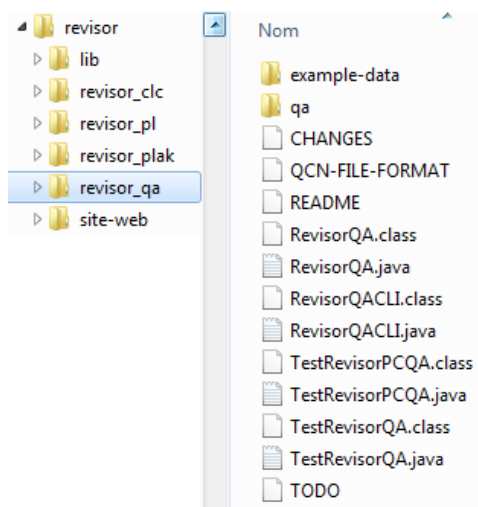 revisor
lib
revisor_clc
revisor_pl
revisor_plak
revisor_qa
site-web
Nom
example-data
qa
CHANGES
QCN-FILE-FORMAT
README
RevisorQA.class
RevisorQA.java
RevisorQACLI.class
RevisorQACLI.java
TestRevisorPCQA.class
TestRevisorPCQA.java
TestRevisorQA.class
TestRevisorQA.java
TODO